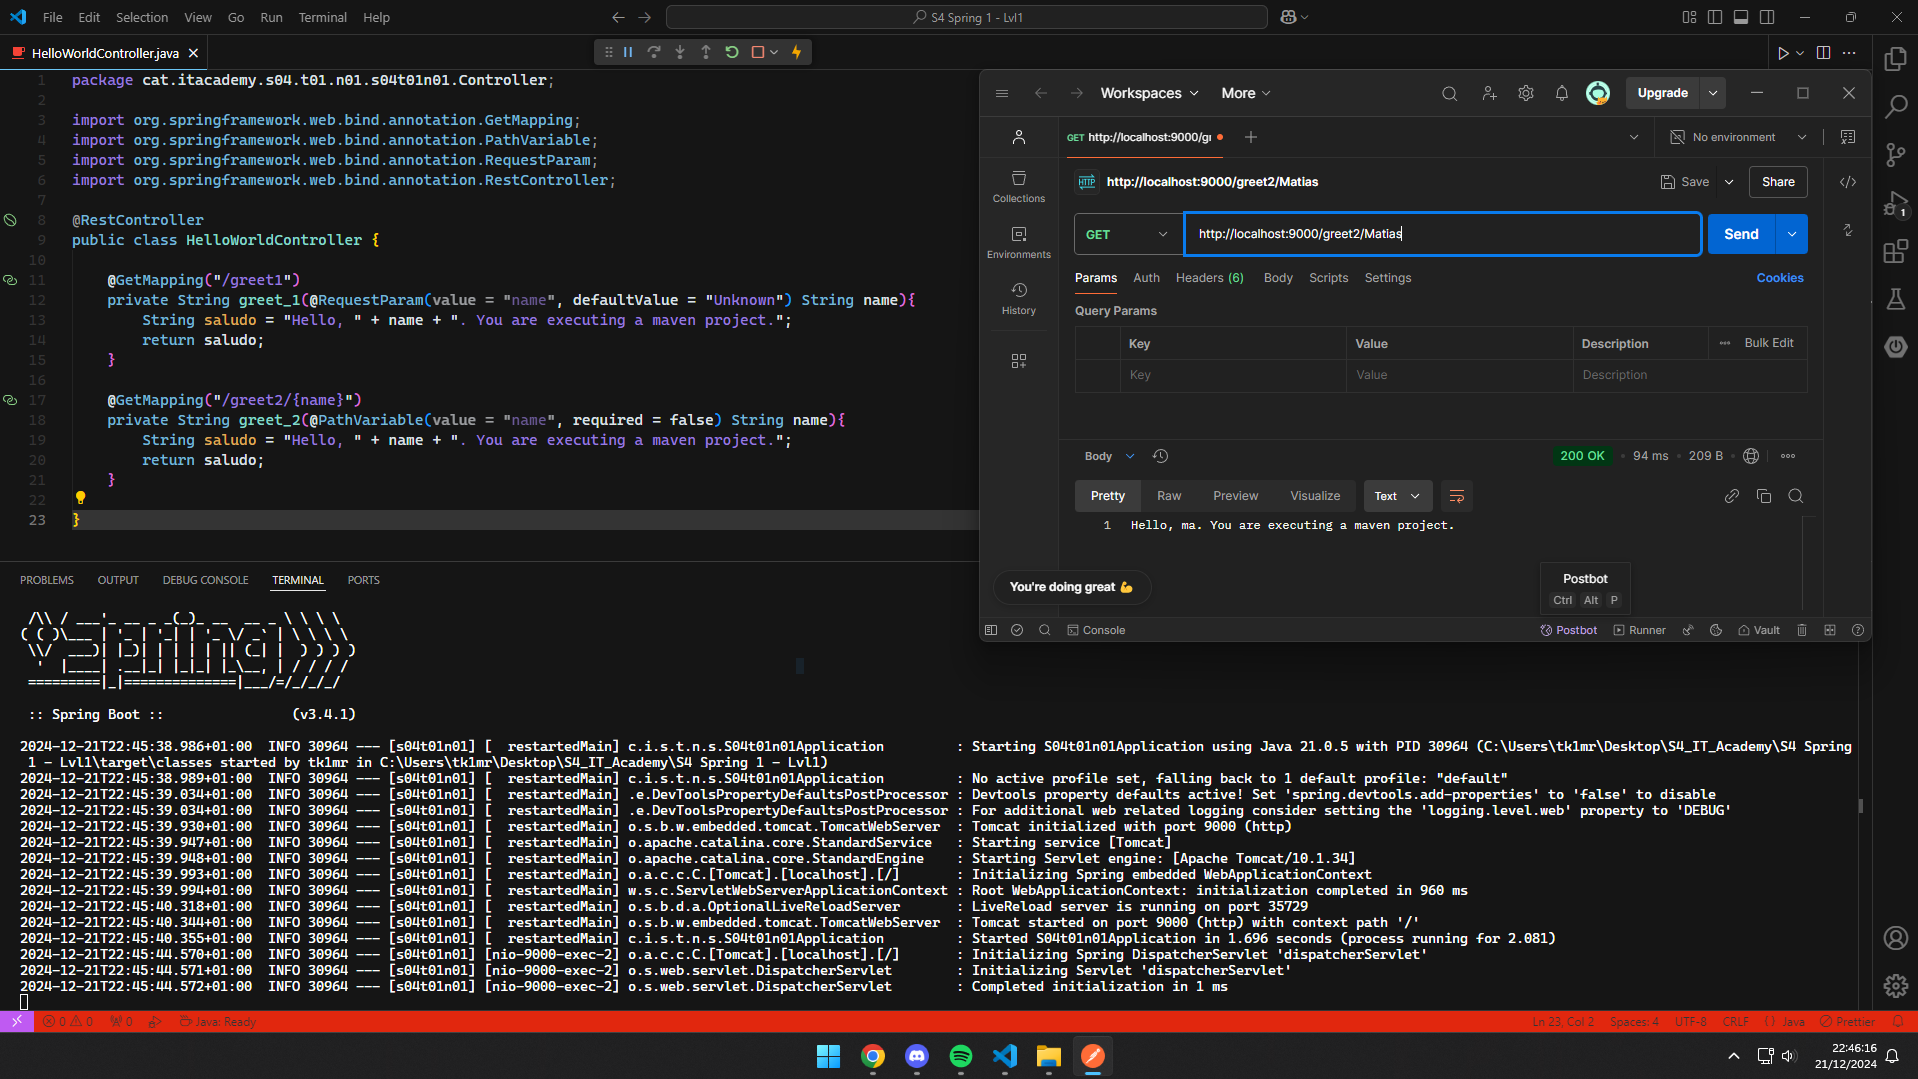 File Edit Selection View Go Run Terminal Help
S4 Spring 1 - Lvl1
HelloWorldController.java
1 package cat.itacademy.s04.t01.n01.s04t01n01.Controller;
2
3 import org.springframework.web.bind.annotation.GetMapping;
4 import org.springframework.web.bind.annotation.PathVariable;
5 import org.springframework.web.bind.annotation.RequestParam;
6 import org.springframework.web.bind.annotation.RestController;
7
8 @RestController
9 public class HelloWorldController {
10
11 @GetMapping("/greet1")
12 private String greet_1(@RequestParam(value = "name", defaultValue = "Unknown") String name){
13 String saludo = "Hello, " + name + ". You are executing a maven project.";
14 return saludo;
15 }
16
17 @GetMapping("/greet2/{name}")
18 private String greet_2(@PathVariable(value = "name", required = false) String name){
19 String saludo = "Hello, " + name + ". You are executing a maven project.";
20 return saludo;
21 }
22
23 }
Workspaces More Upgrade
GET http://localhost:9000/gr
No environment
Collections
Environments
History
HTTP http://localhost:9000/greet2/Matias Save Share
GET http://localhost:9000/greet2/Matias Send
Params Auth Headers (6) Body Scripts Settings Cookies
Query Params
Key Value Description Bulk Edit
Key Value Description
Body 200 OK 94 ms 209 B
Pretty Raw Preview Visualize Text
1 Hello, ma. You are executing a maven project.
You're doing great 💪
Postbot
Ctrl Alt P
Console Postbot Runner Vault
1
PROBLEMS OUTPUT DEBUG CONSOLE TERMINAL PORTS
 /\\ / ___'_ __ _ _(_)_ __  __ _ \ \ \ \
( ( )\___ | '_ | '_| | '_ \/ _` | \ \ \ \
 \\/  ___)| |_)| | | | | || (_| |  ) ) ) )
  '  |____| .__|_| |_|_| |_\__, | / / / /
 =========|_|==============|___/=/_/_/_/
:: Spring Boot :: (v3.4.1)
2024-12-21T22:45:38.986+01:00 INFO 30964 --- [s04t01n01] [ restartedMain] c.i.s.t.n.s.S04t01n01Application : Starting S04t01n01Application using Java 21.0.5 with PID 30964 (C:\Users\tk1mr\Desktop\S4_IT_Academy\S4 Spring
1 - Lvl1\target\classes started by tk1mr in C:\Users\tk1mr\Desktop\S4_IT_Academy\S4 Spring 1 - Lvl1)
2024-12-21T22:45:38.989+01:00 INFO 30964 --- [s04t01n01] [ restartedMain] c.i.s.t.n.s.S04t01n01Application : No active profile set, falling back to 1 default profile: "default"
2024-12-21T22:45:39.034+01:00 INFO 30964 --- [s04t01n01] [ restartedMain] .e.DevToolsPropertyDefaultsPostProcessor : Devtools property defaults active! Set 'spring.devtools.add-properties' to 'false' to disable
2024-12-21T22:45:39.034+01:00 INFO 30964 --- [s04t01n01] [ restartedMain] .e.DevToolsPropertyDefaultsPostProcessor : For additional web related logging consider setting the 'logging.level.web' property to 'DEBUG'
2024-12-21T22:45:39.930+01:00 INFO 30964 --- [s04t01n01] [ restartedMain] o.s.b.w.embedded.tomcat.TomcatWebServer : Tomcat initialized with port 9000 (http)
2024-12-21T22:45:39.947+01:00 INFO 30964 --- [s04t01n01] [ restartedMain] o.apache.catalina.core.StandardService : Starting service [Tomcat]
2024-12-21T22:45:39.948+01:00 INFO 30964 --- [s04t01n01] [ restartedMain] o.apache.catalina.core.StandardEngine : Starting Servlet engine: [Apache Tomcat/10.1.34]
2024-12-21T22:45:39.993+01:00 INFO 30964 --- [s04t01n01] [ restartedMain] o.a.c.c.C.[Tomcat].[localhost].[/] : Initializing Spring embedded WebApplicationContext
2024-12-21T22:45:39.994+01:00 INFO 30964 --- [s04t01n01] [ restartedMain] w.s.c.ServletWebServerApplicationContext : Root WebApplicationContext: initialization completed in 960 ms
2024-12-21T22:45:40.318+01:00 INFO 30964 --- [s04t01n01] [ restartedMain] o.s.b.d.a.OptionalLiveReloadServer : LiveReload server is running on port 35729
2024-12-21T22:45:40.344+01:00 INFO 30964 --- [s04t01n01] [ restartedMain] o.s.b.w.embedded.tomcat.TomcatWebServer : Tomcat started on port 9000 (http) with context path '/'
2024-12-21T22:45:40.355+01:00 INFO 30964 --- [s04t01n01] [ restartedMain] c.i.s.t.n.s.S04t01n01Application : Started S04t01n01Application in 1.696 seconds (process running for 2.081)
2024-12-21T22:45:44.570+01:00 INFO 30964 --- [s04t01n01] [nio-9000-exec-2] o.a.c.c.C.[Tomcat].[localhost].[/] : Initializing Spring DispatcherServlet 'dispatcherServlet'
2024-12-21T22:45:44.571+01:00 INFO 30964 --- [s04t01n01] [nio-9000-exec-2] o.s.web.servlet.DispatcherServlet : Initializing Servlet 'dispatcherServlet'
2024-12-21T22:45:44.572+01:00 INFO 30964 --- [s04t01n01] [nio-9000-exec-2] o.s.web.servlet.DispatcherServlet : Completed initialization in 1 ms
0 0 0 Java: Ready Ln 23, Col 2 Spaces: 4 UTF-8 CRLF {} Java Prettier
22:46:16
21/12/2024